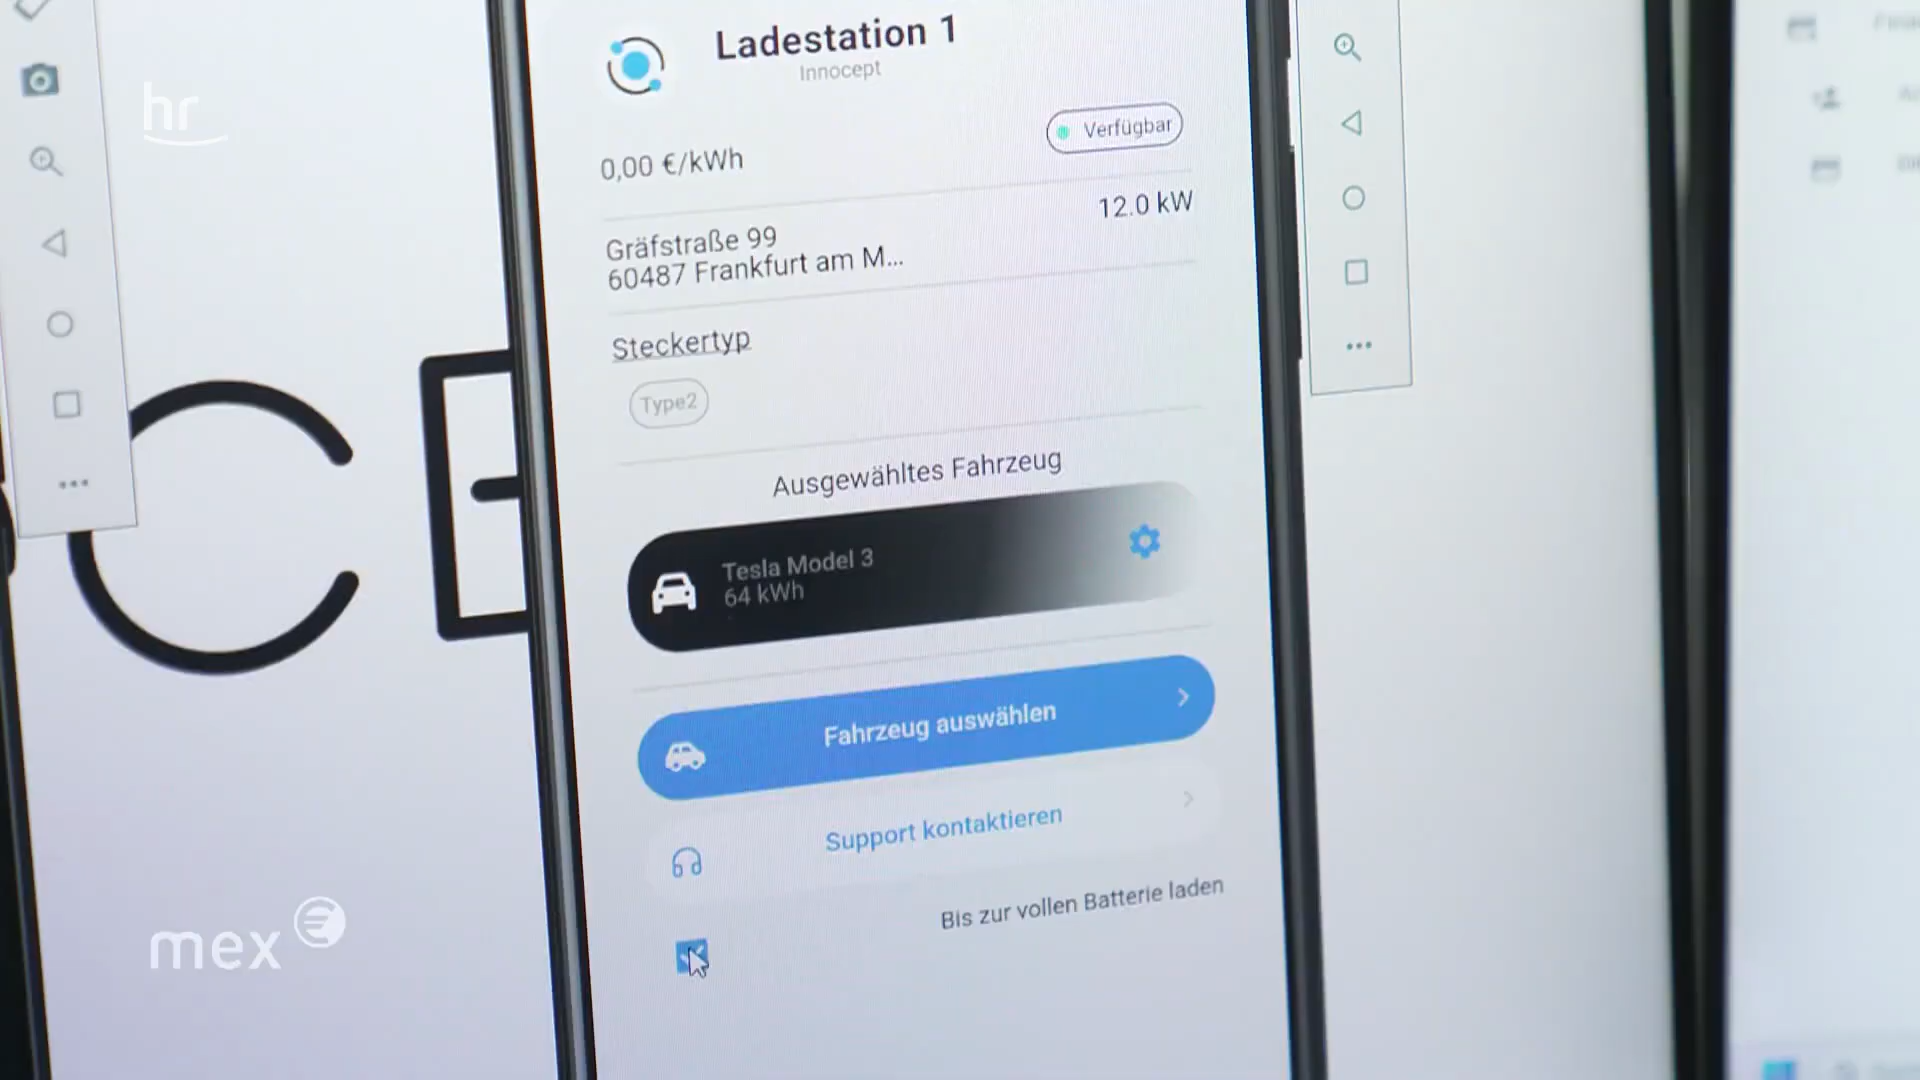 hr
Ladestation 1
Innocept
Verfügbar
0,00 €/kWh
12.0 kW
Gräfstraße 99
60487 Frankfurt am M...
Steckertyp
Type2
Ausgewähltes Fahrzeug
Tesla Model 3
64 kWh
Fahrzeug auswählen
Support kontaktieren
Bis zur vollen Batterie laden
mex